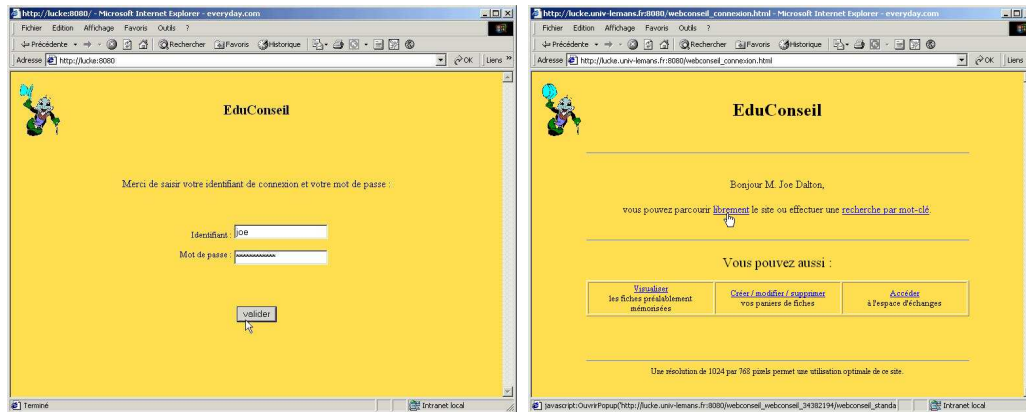 http://lucke:8080/ - Microsoft Internet Explorer - everyday.com
Fichier Edition Affichage Favoris Outils ?
Précédente Rechercher Favoris Historique
Adresse http://lucke:8080 OK Liens »
EduConseil
Merci de saisir votre identifiant de connexion et votre mot de passe :
Identifiant : joe
Mot de passe : ************
valider
Terminé Intranet local
http://lucke.univ-lemans.fr:8080/webconseil_connexion.html - Microsoft Internet Explorer - everyday.com
Fichier Edition Affichage Favoris Outils ?
Précédente Rechercher Favoris Historique
Adresse http://lucke.univ-lemans.fr:8080/webconseil_connexion.html OK Liens
EduConseil
Bonjour M. Joe Dalton,
vous pouvez parcourir librement le site ou effectuer une recherche par mot-clé.
Vous pouvez aussi :
Visualiser
les fiches préalablement
mémorisées
Créer / modifier / supprimer
vos paniers de fiches
Accéder
à l'espace d'échanges
Une résolution de 1024 par 768 pixels permet une utilisation optimale de ce site.
javascript:OuvrirPopup('http://lucke.univ-lemans.fr:8080/webconseil_webconseil_34382194/webconseil_standa Intranet local